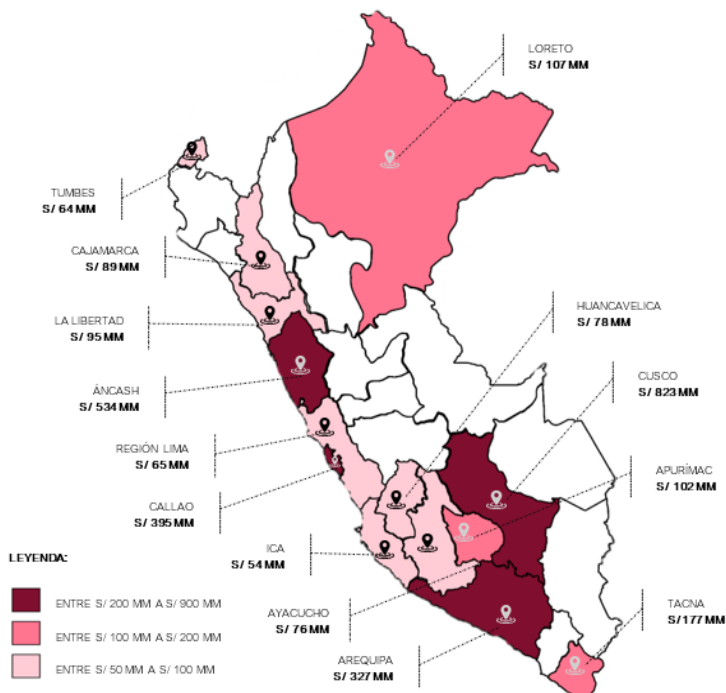 LORETO
S/ 107 MM
TUMBES
S/ 64 MM
CAJAMARCA
S/ 89 MM
LA LIBERTAD
S/ 95 MM
HUANCAVELICA
S/ 78 MM
ÁNCASH
S/ 534 MM
CUSCO
S/ 823 MM
REGIÓN LIMA
S/ 65 MM
APURÍMAC
S/ 102 MM
CALLAO
S/ 395 MM
ICA
S/ 54 MM
LEYENDA:
ENTRE S/ 200 MM A S/ 900 MM
ENTRE S/ 100 MM A S/ 200 MM
ENTRE S/ 50 MM A S/ 100 MM
AYACUCHO
S/ 76 MM
TACNA
S/ 177 MM
AREQUIPA
S/ 327 MM